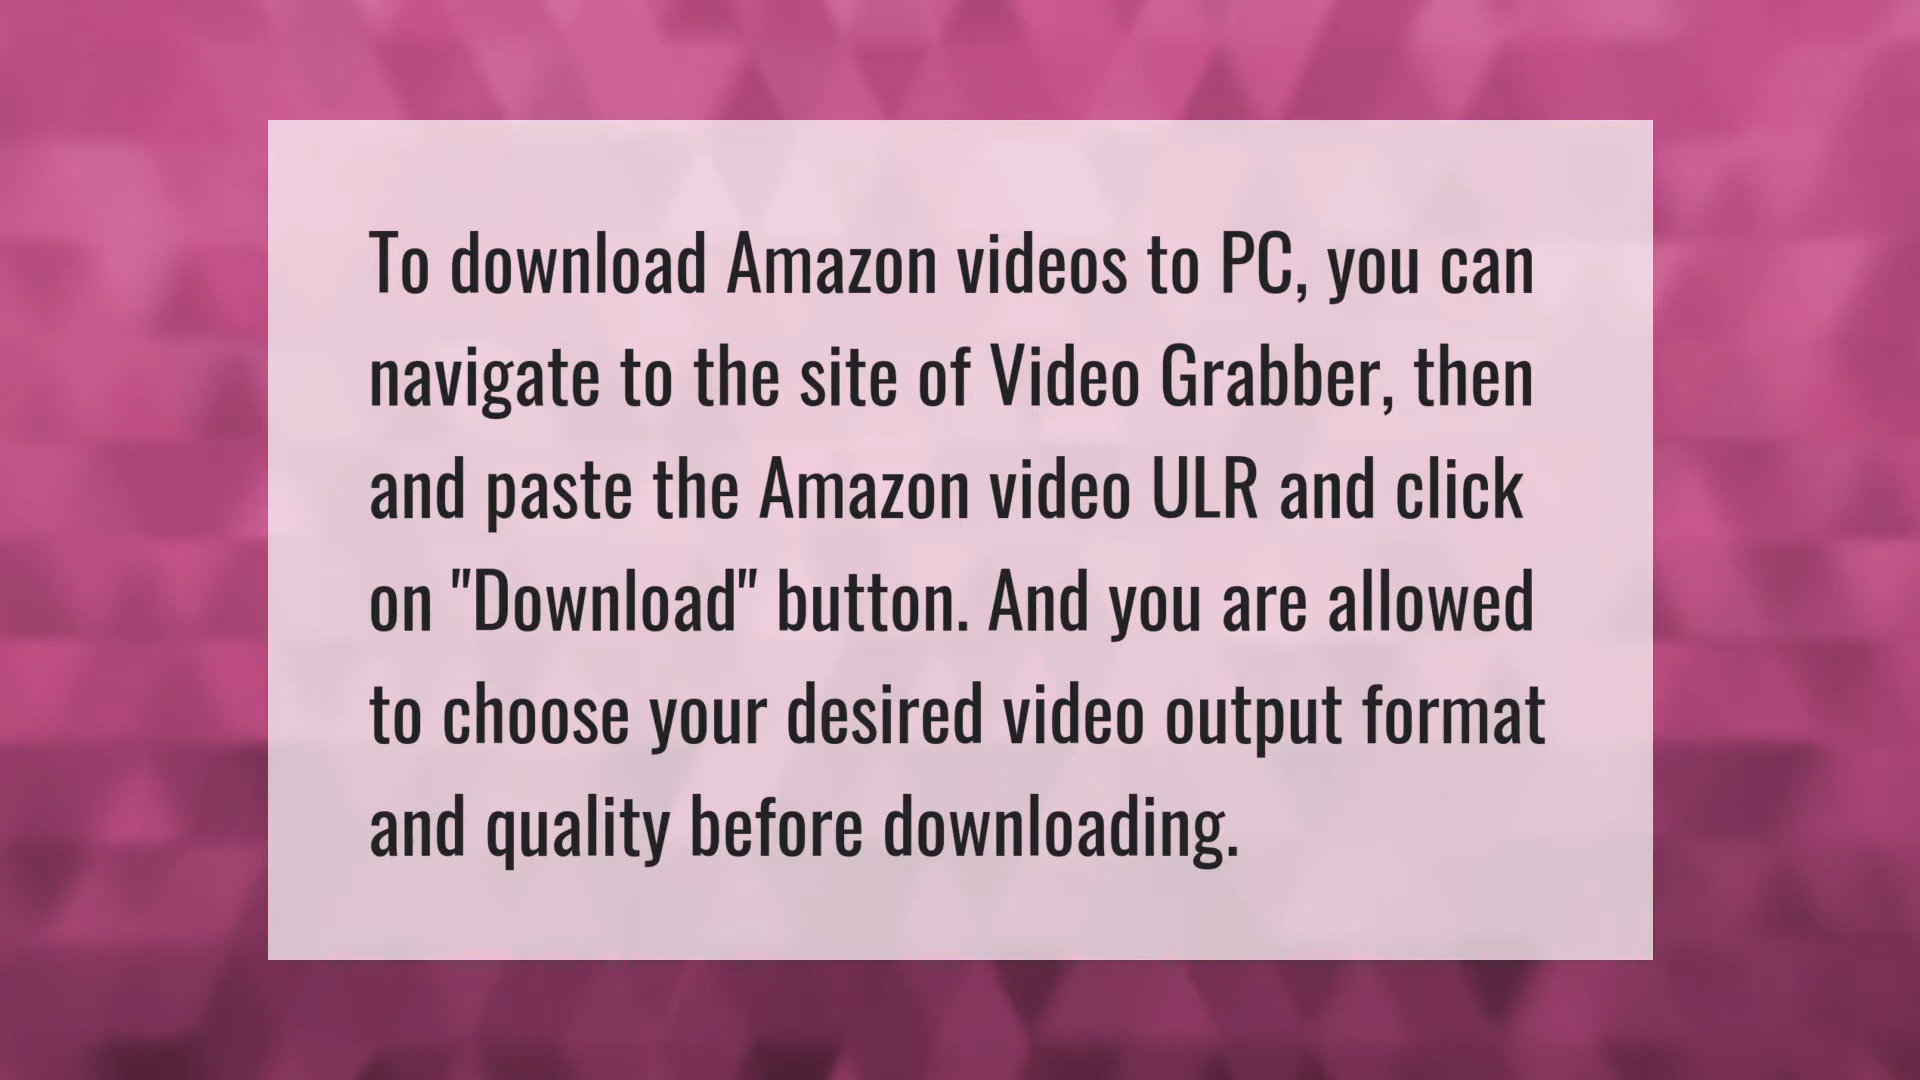 To download Amazon videos to PC, you can
navigate to the site of Video Grabber, then
and paste the Amazon video ULR and click
on "Download" button. And you are allowed
to choose your desired video output format
and quality before downloading.